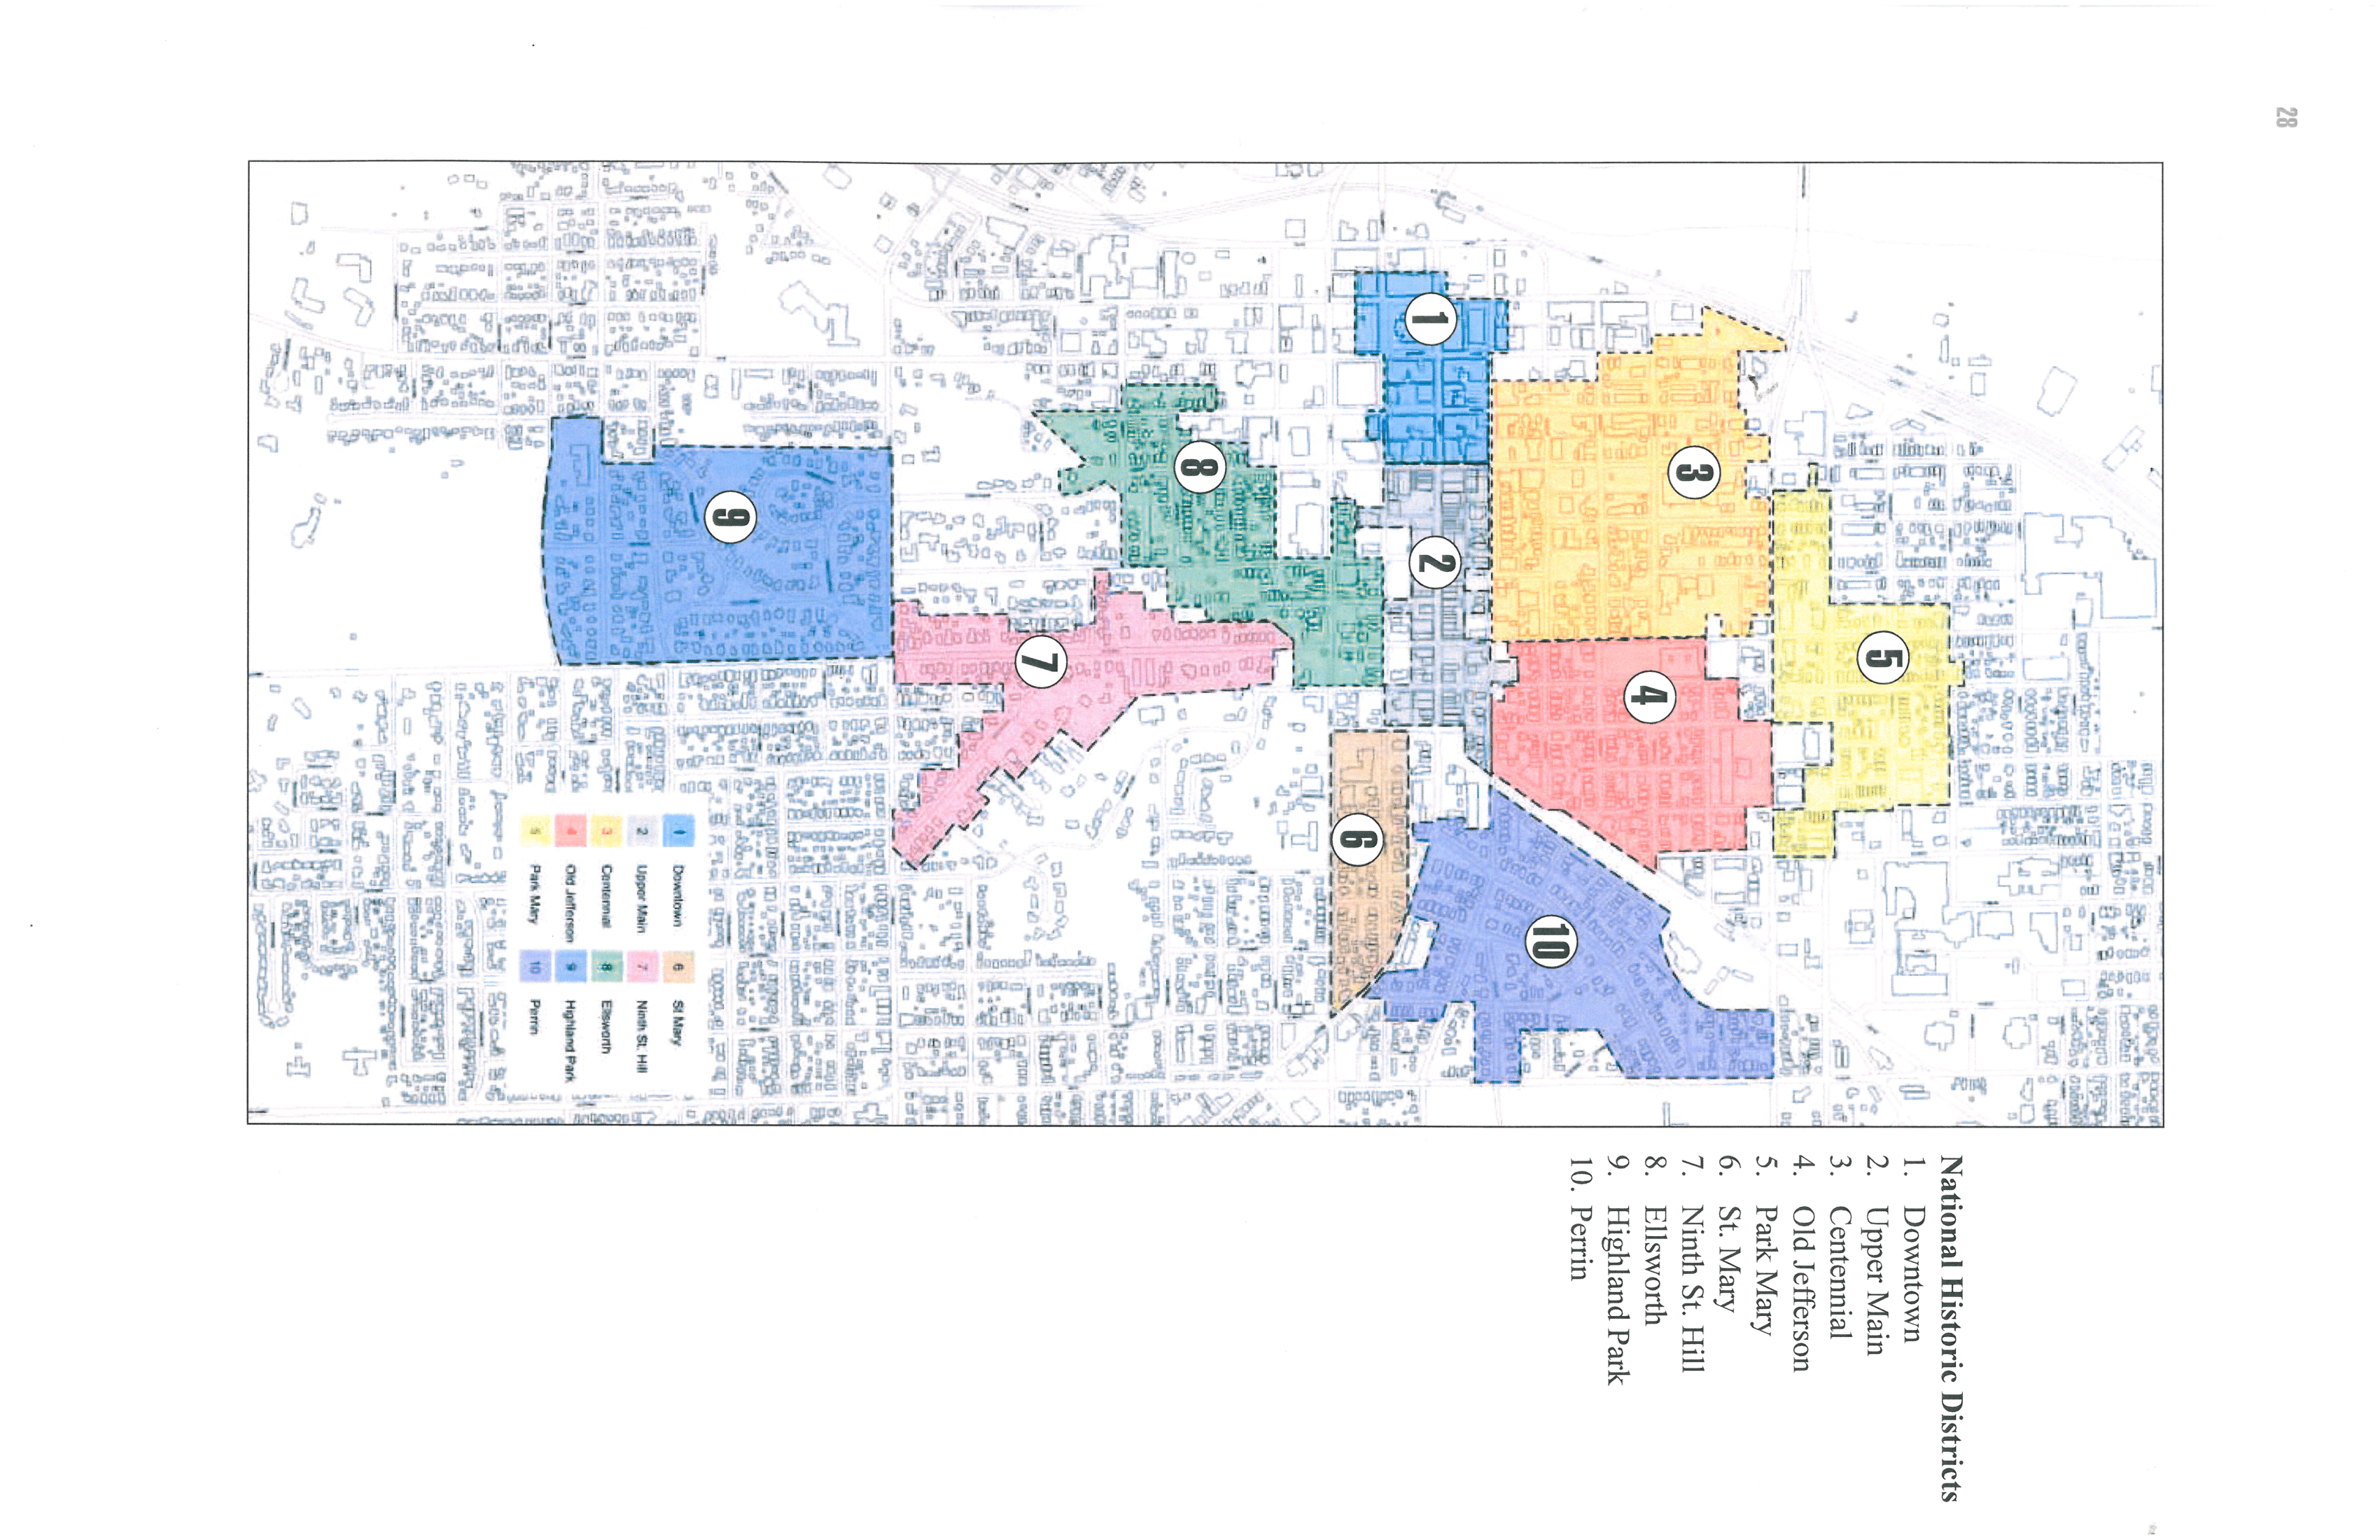 28
National Historic Districts
1. Downtown
2. Upper Main
3. Centennial
4. Old Jefferson
5. Park Mary
6. St. Mary
7. Ninth St. Hill
8. Ellsworth
9. Highland Park
10. Perrin
5
3
4
10
1
2
6
8
7
9
1 Downtown
2 Upper Main
3 Centennial
4 Old Jefferson
5 Park Mary
6 St Mary
7 Ninth St. Hill
8 Ellsworth
9 Highland Park
10 Perrin